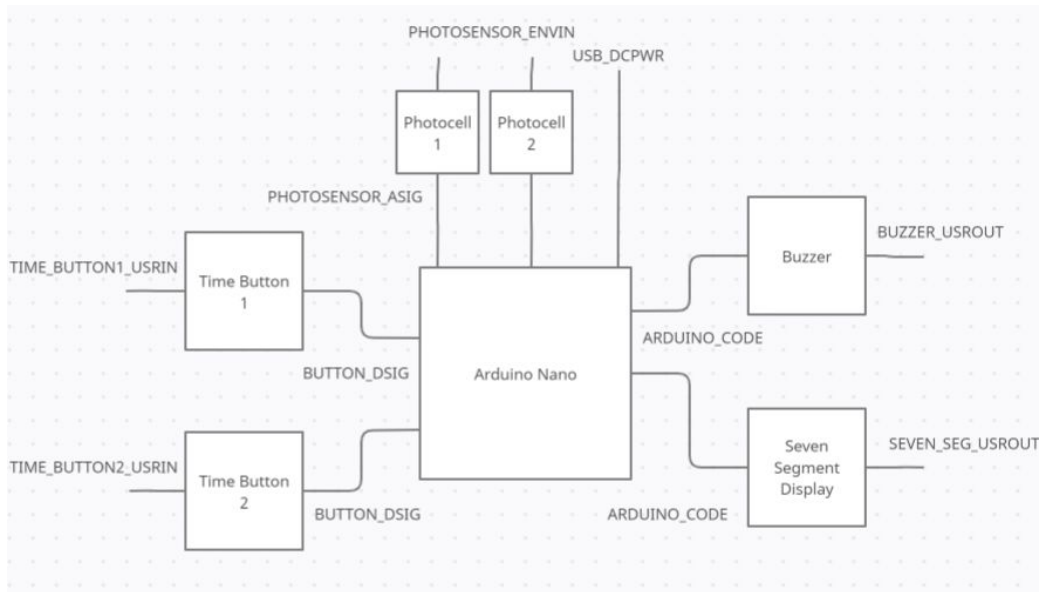 PHOTOSENSOR_ENVIN
USB_DCPWR
Photocell
1
Photocell
2
PHOTOSENSOR_ASIG
BUZZER_USROUT
TIME_BUTTON1_USRIN
Time Button
1
Buzzer
ARDUINO_CODE
BUTTON_DSIG
Arduino Nano
TIME_BUTTON2_USRIN
Time Button
2
BUTTON_DSIG
Seven
Segment
Display
SEVEN_SEG_USROUT
ARDUINO_CODE